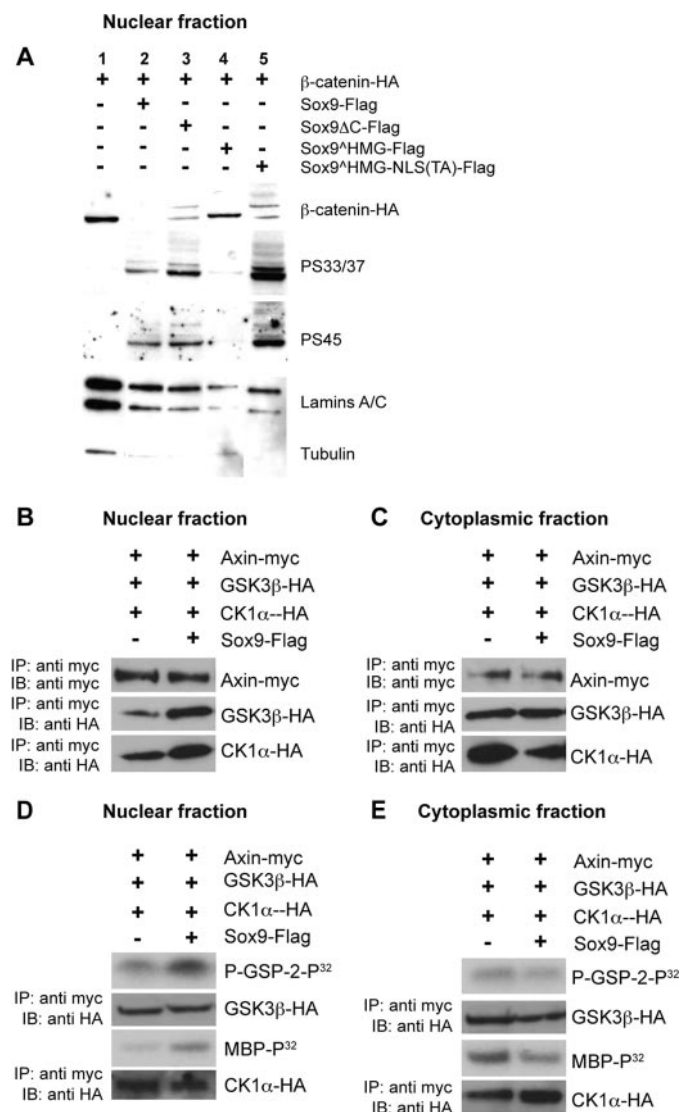 Nuclear fraction
A
1 2 3 4 5
+ + + + + β-catenin-HA
- + - - - Sox9-Flag
- - + - - Sox9ΔC-Flag
- - - + - Sox9^HMG-Flag
- - - - + Sox9^HMG-NLS(TA)-Flag
β-catenin-HA
PS33/37
PS45
Lamins A/C
Tubulin
B Nuclear fraction
+ + Axin-myc
+ + GSK3β-HA
+ + CK1α--HA
- + Sox9-Flag
IP: anti myc
IB: anti myc
Axin-myc
IP: anti myc
IB: anti HA
GSK3β-HA
IP: anti myc
IB: anti HA
CK1α-HA
C Cytoplasmic fraction
+ + Axin-myc
+ + GSK3β-HA
+ + CK1α--HA
- + Sox9-Flag
IP: anti myc
IB: anti myc
Axin-myc
IP: anti myc
IB: anti HA
GSK3β-HA
IP: anti myc
IB: anti HA
CK1α-HA
D Nuclear fraction
+ + Axin-myc
+ + GSK3β-HA
+ + CK1α--HA
- + Sox9-Flag
P-GSP-2-P³²
IP: anti myc
IB: anti HA
GSK3β-HA
MBP-P³²
IP: anti myc
IB: anti HA
CK1α-HA
E Cytoplasmic fraction
+ + Axin-myc
+ + GSK3β-HA
+ + CK1α--HA
- + Sox9-Flag
P-GSP-2-P³²
IP: anti myc
IB: anti HA
GSK3β-HA
MBP-P³²
IP: anti myc
IB: anti HA
CK1α-HA